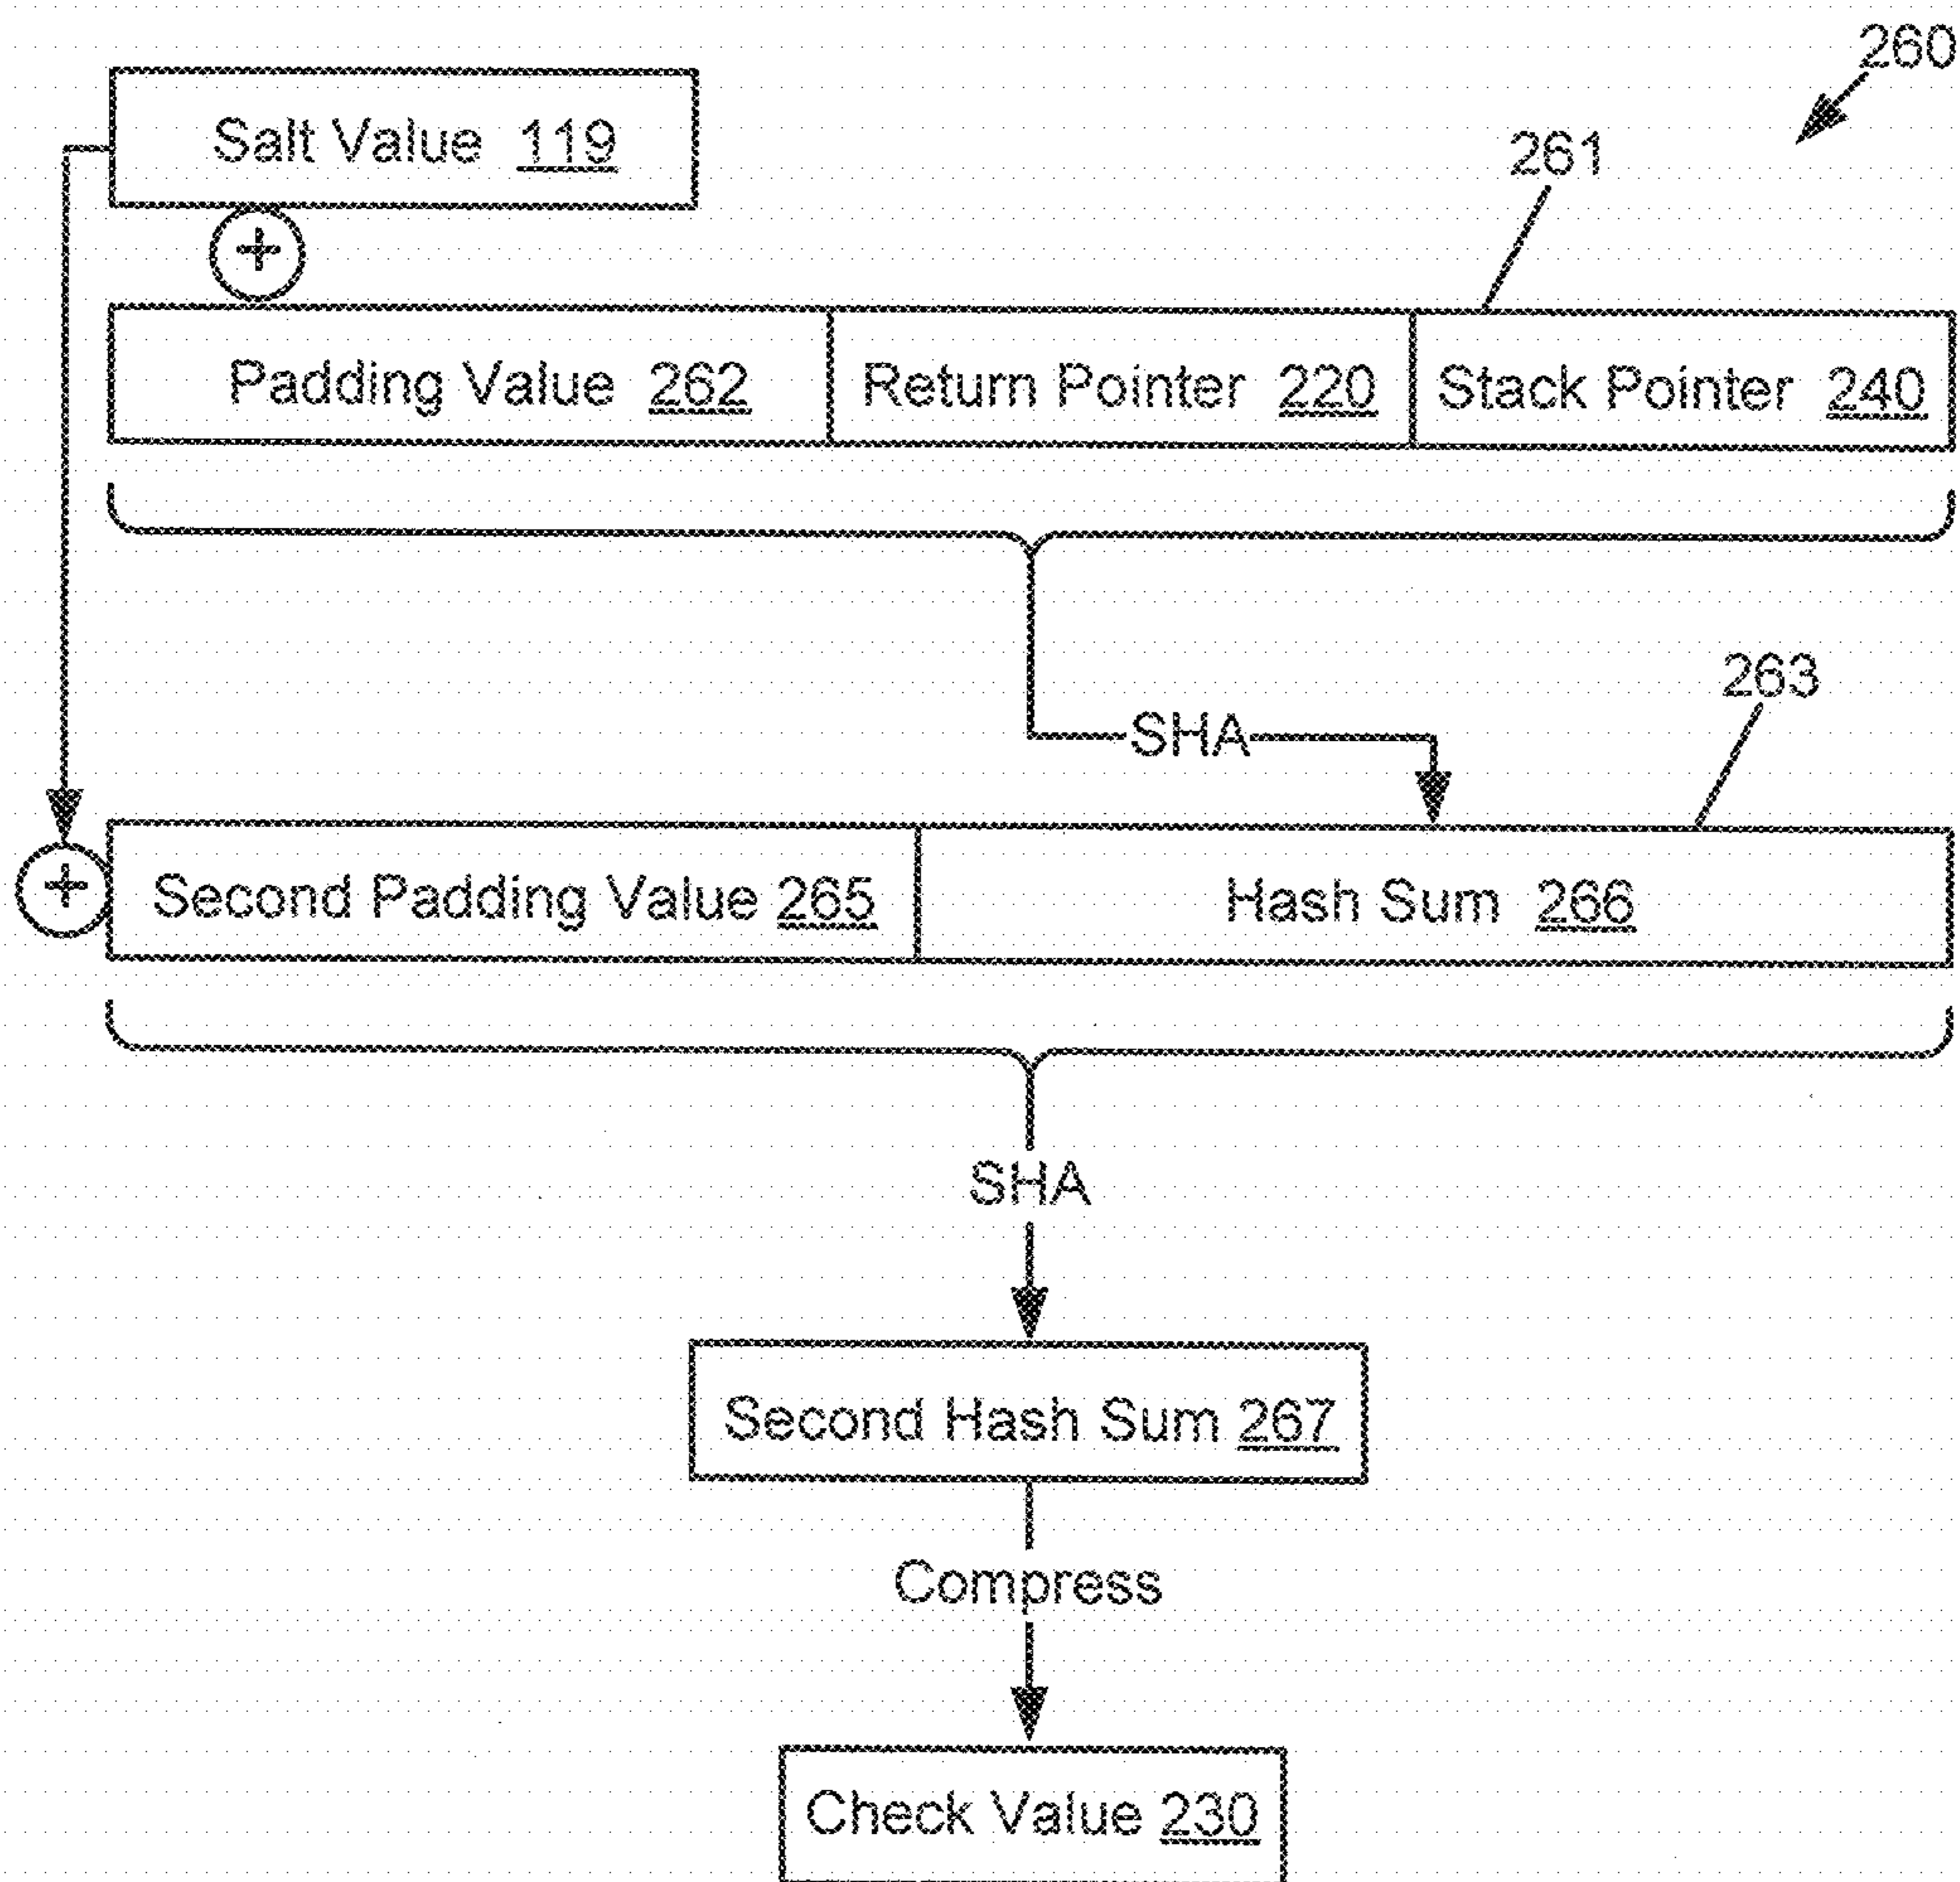 260
Salt Value 119
261
+
Padding Value 262 Return Pointer 220 Stack Pointer 240
263
SHA
+
Second Padding Value 265 Hash Sum 266
SHA
Second Hash Sum 267
Compress
Check Value 230